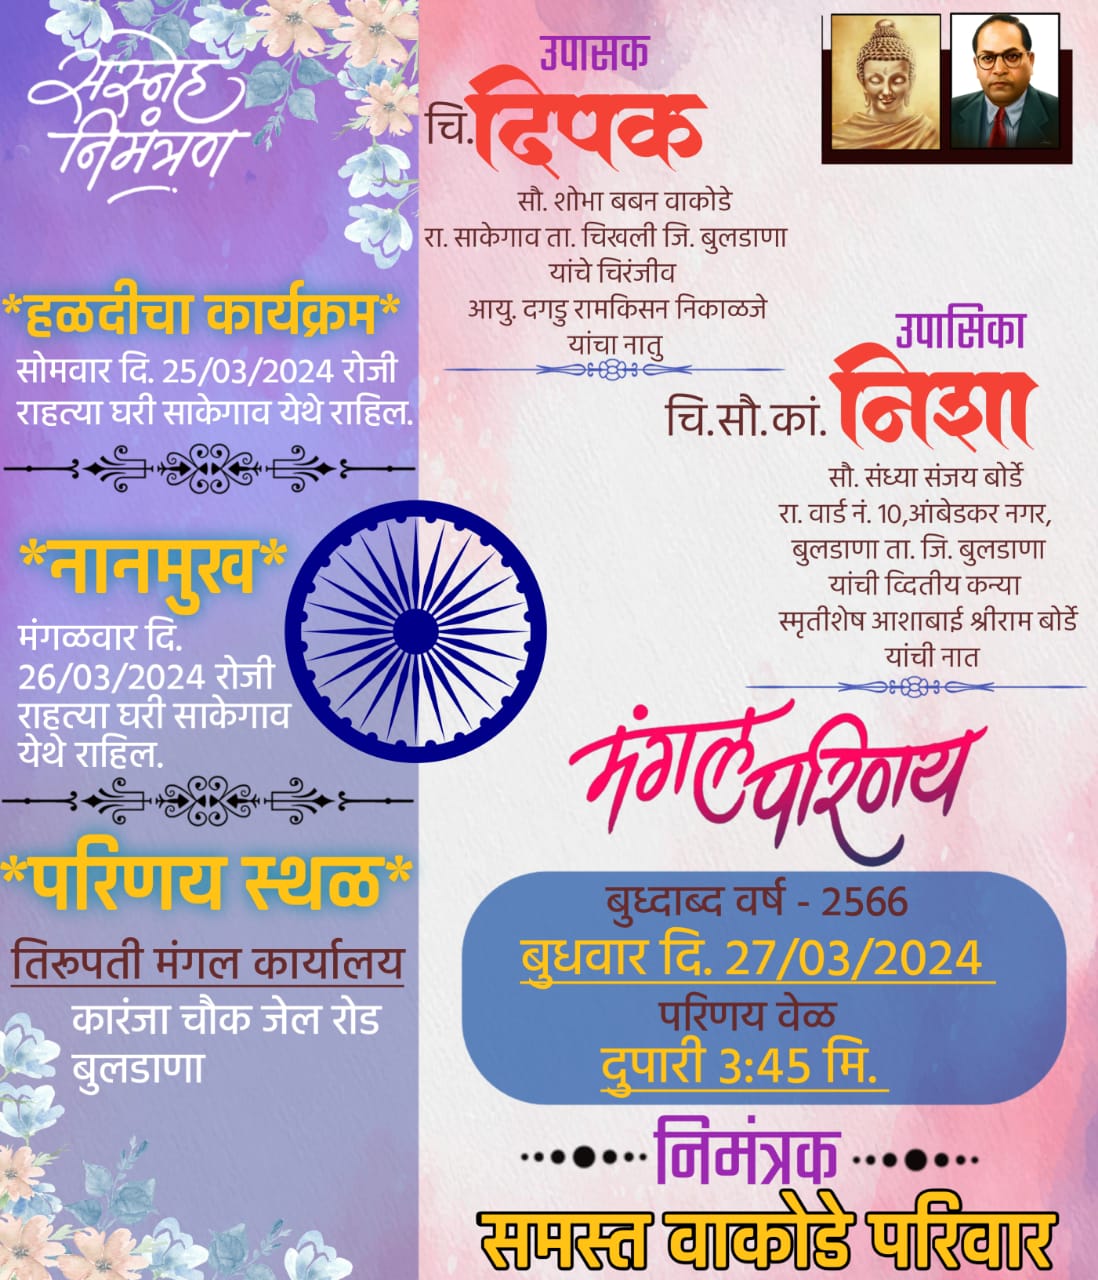 सस्नेह
निमंत्रण
*हळदीचा कार्यक्रम*
सोमवार दि. 25/03/2024 रोजी
राहत्या घरी साकेगाव येथे राहिल.
*नानमुख*
मंगळवार दि.
26/03/2024 रोजी
राहत्या घरी साकेगाव
येथे राहिल.
*परिणय स्थळ*
तिरुपती मंगल कार्यालय
कारंजा चौक जेल रोड
बुलडाणा
उपासक
चि. दिपक
सौ. शोभा बबन वाकोडे
रा. साकेगाव ता. चिखली जि. बुलडाणा
यांचे चिरंजीव
आयु. दगडु रामकिसन निकाळजे
यांचा नातु
उपासिका
चि.सौ.कां. निशा
सौ. संध्या संजय बोर्डे
रा. वार्ड नं. 10,आंबेडकर नगर,
बुलडाणा ता. जि. बुलडाणा
यांची व्दितीय कन्या
स्मृतीशेष आशाबाई श्रीराम बोर्डे
यांची नात
मंगल परिणय
बुध्दाब्द वर्ष - 2566
बुधवार दि. 27/03/2024
परिणय वेळ
दुपारी 3:45 मि.
निमंत्रक
समस्त वाकोडे परिवार